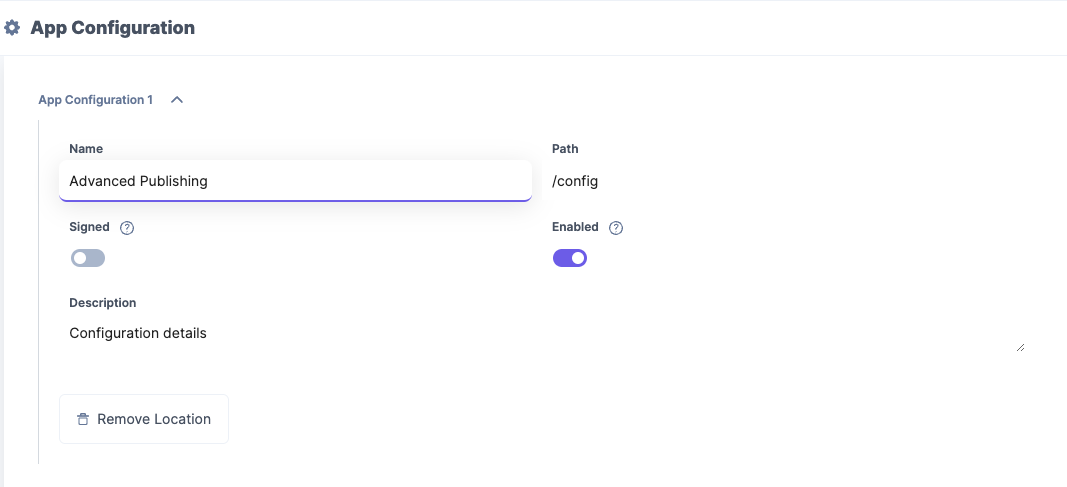 App Configuration
App Configuration 1
Name
Path
Advanced Publishing
/config
Signed
Enabled
Description
Configuration details
Remove Location